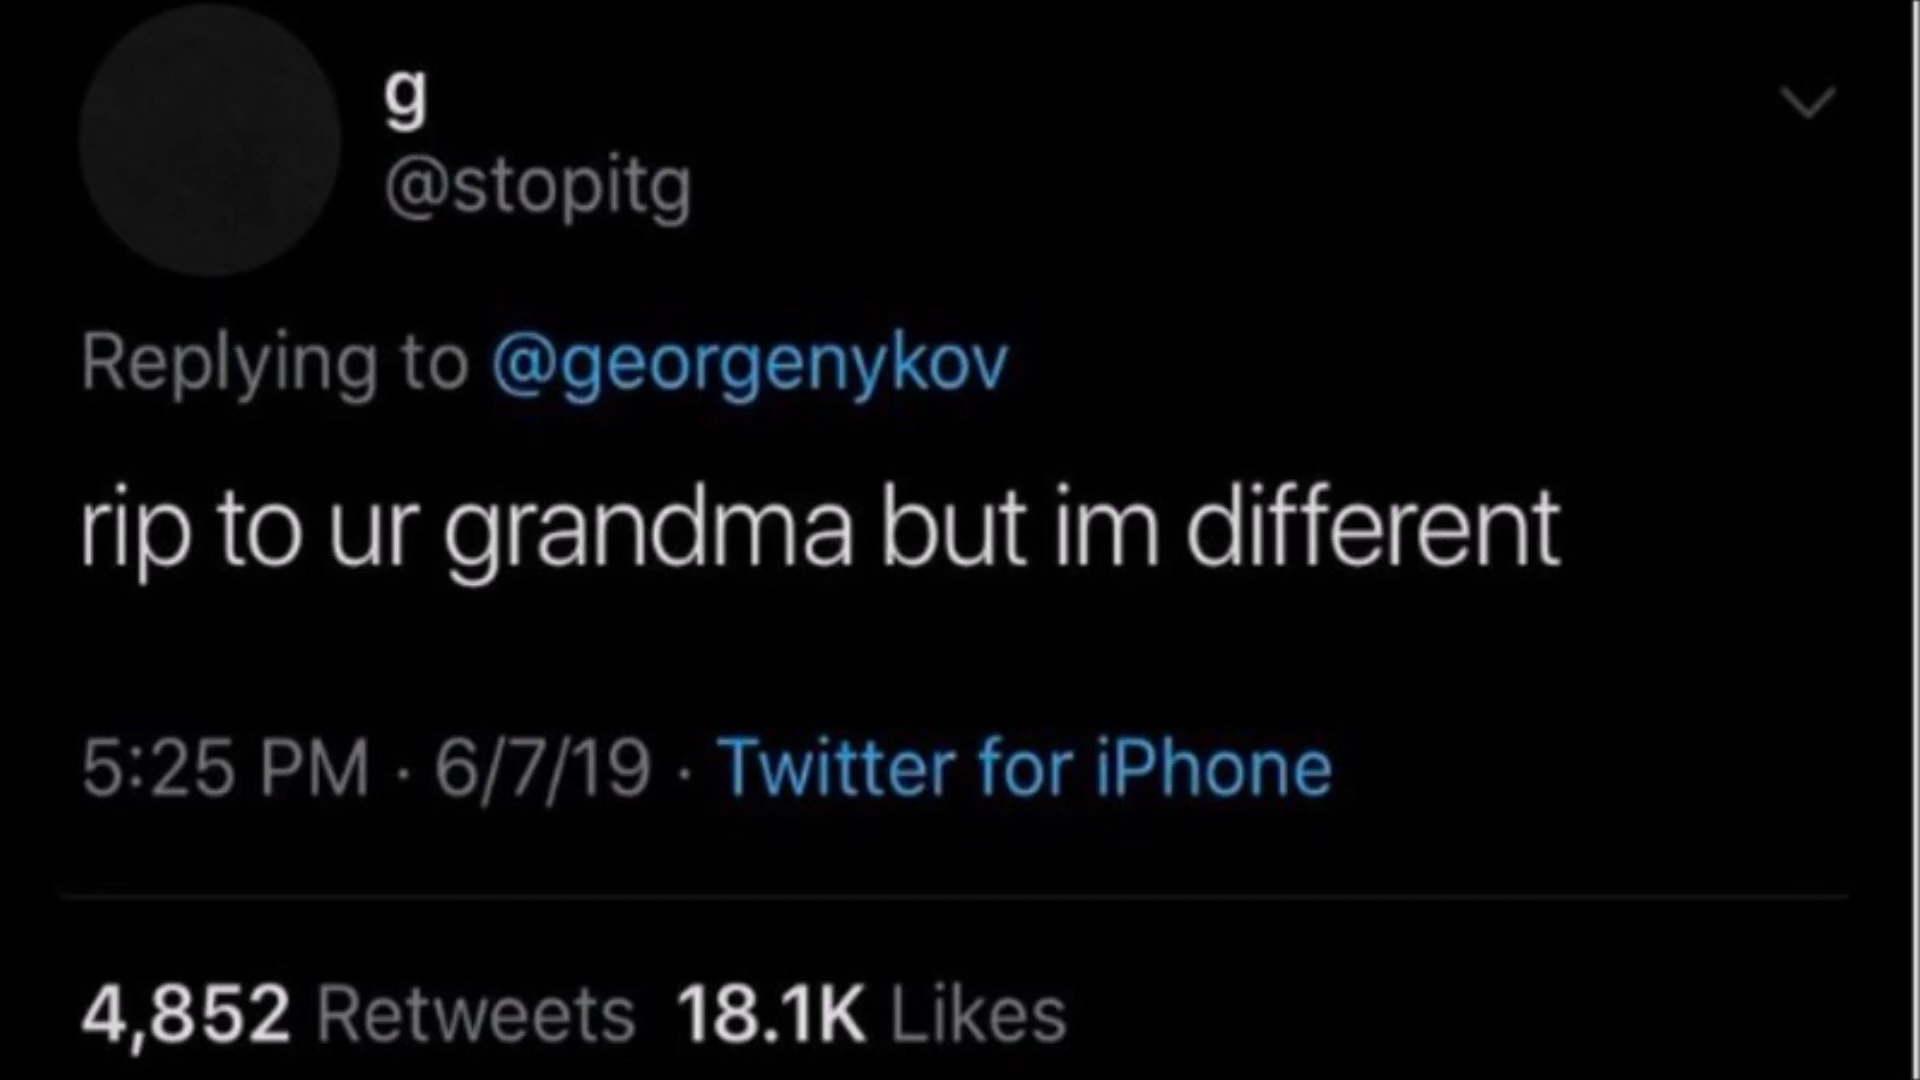 g
@stopitg
Replying to @georgenykov
rip to ur grandma but im different
5:25 PM · 6/7/19 · Twitter for iPhone
4,852 Retweets 18.1K Likes